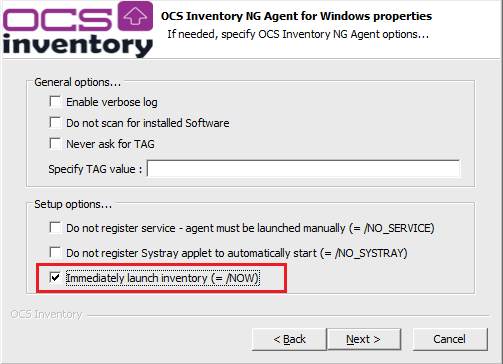 OCS
inventory
OCS Inventory NG Agent for Windows properties
If needed, specify OCS Inventory NG Agent options...
General options...
Enable verbose log
Do not scan for installed Software
Never ask for TAG
Specify TAG value :
Setup options...
Do not register service - agent must be launched manually (= /NO_SERVICE)
Do not register Systray applet to automatically start (= /NO_SYSTRAY)
Immediately launch inventory (= /NOW)
OCS Inventory
< Back
Next >
Cancel